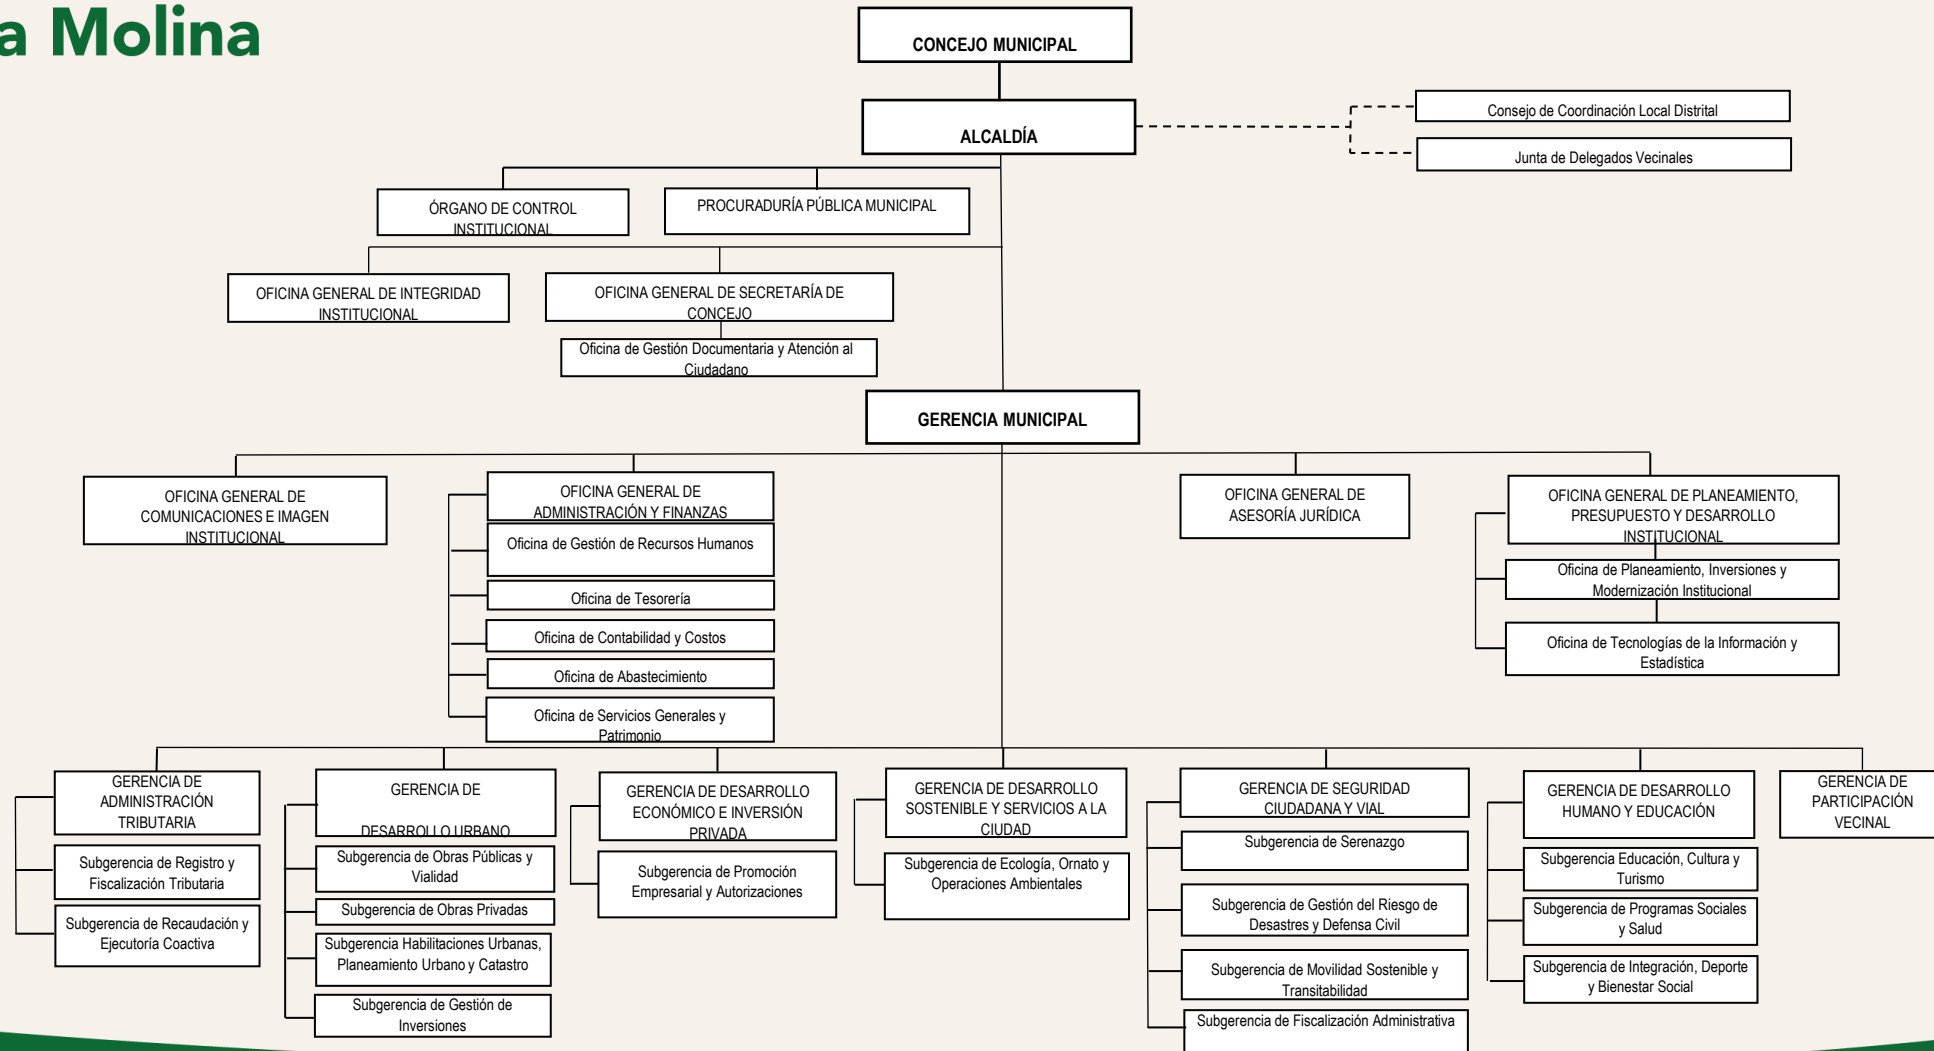 a Molina
CONCEJO MUNICIPAL
ALCALDÍA
Consejo de Coordinación Local Distrital
Junta de Delegados Vecinales
ÓRGANO DE CONTROL
INSTITUCIONAL
PROCURADURÍA PÚBLICA MUNICIPAL
OFICINA GENERAL DE INTEGRIDAD
INSTITUCIONAL
OFICINA GENERAL DE SECRETARÍA DE
CONCEJO
Oficina de Gestión Documentaria y Atención al
Ciudadano
GERENCIA MUNICIPAL
OFICINA GENERAL DE
COMUNICACIONES E IMAGEN
INSTITUCIONAL
OFICINA GENERAL DE
ADMINISTRACIÓN Y FINANZAS
Oficina de Gestión de Recursos Humanos
Oficina de Tesorería
Oficina de Contabilidad y Costos
Oficina de Abastecimiento
Oficina de Servicios Generales y
Patrimonio
OFICINA GENERAL DE
ASESORÍA JURÍDICA
OFICINA GENERAL DE PLANEAMIENTO,
PRESUPUESTO Y DESARROLLO
INSTITUCIONAL
Oficina de Planeamiento, Inversiones y
Modernización Institucional
Oficina de Tecnologías de la Información y
Estadística
GERENCIA DE
ADMINISTRACIÓN
TRIBUTARIA
Subgerencia de Registro y
Fiscalización Tributaria
Subgerencia de Recaudación y
Ejecutoría Coactiva
GERENCIA DE
DESARROLLO URBANO
Subgerencia de Obras Públicas y
Vialidad
Subgerencia de Obras Privadas
Subgerencia Habilitaciones Urbanas,
Planeamiento Urbano y Catastro
Subgerencia de Gestión de
Inversiones
GERENCIA DE DESARROLLO
ECONÓMICO E INVERSIÓN
PRIVADA
Subgerencia de Promoción
Empresarial y Autorizaciones
GERENCIA DE DESARROLLO
SOSTENIBLE Y SERVICIOS A LA
CIUDAD
Subgerencia de Ecología, Ornato y
Operaciones Ambientales
GERENCIA DE SEGURIDAD
CIUDADANA Y VIAL
Subgerencia de Serenazgo
Subgerencia de Gestión del Riesgo de
Desastres y Defensa Civil
Subgerencia de Movilidad Sostenible y
Transitabilidad
Subgerencia de Fiscalización Administrativa
GERENCIA DE DESARROLLO
HUMANO Y EDUCACIÓN
Subgerencia Educación, Cultura y
Turismo
Subgerencia de Programas Sociales
y Salud
Subgerencia de Integración, Deporte
y Bienestar Social
GERENCIA DE
PARTICIPACIÓN
VECINAL